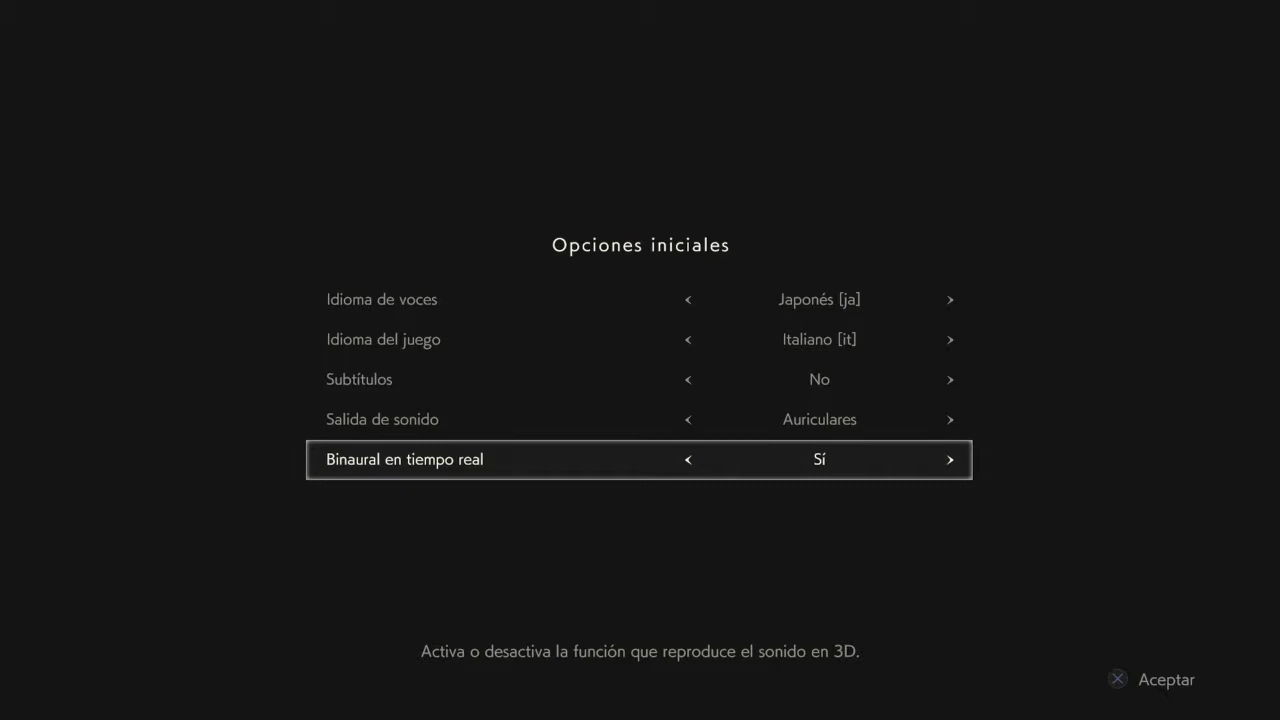 Opciones iniciales
Idioma de voces < Japonés [ja] >
Idioma del juego < Italiano [it] >
Subtítulos < No >
Salida de sonido < Auriculares >
Binaural en tiempo real < Sí >
Activa o desactiva la función que reproduce el sonido en 3D.
Aceptar